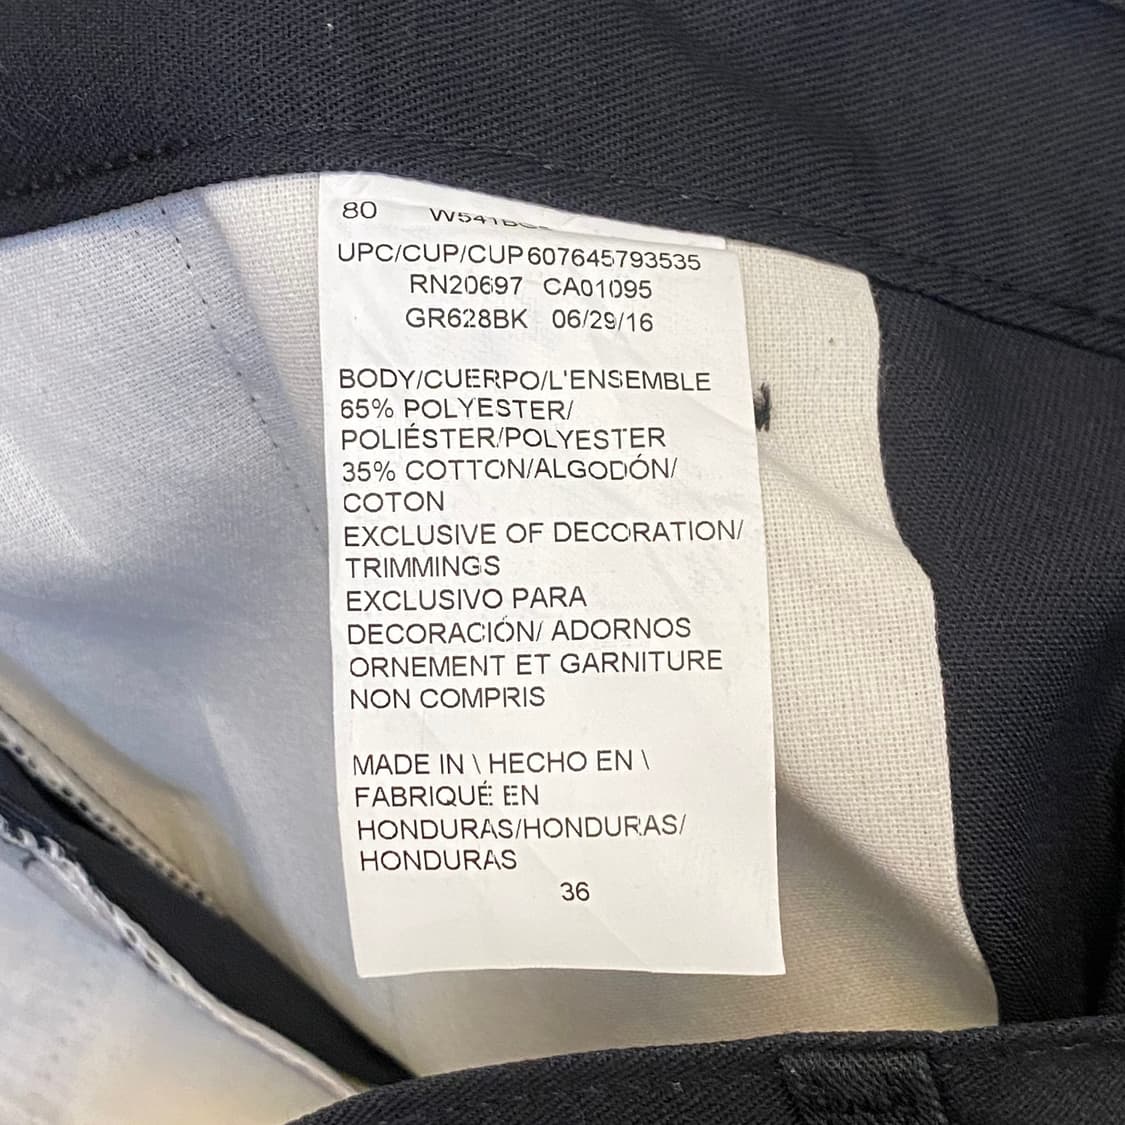 80
UPC/CUP/CUP 607645793535
RN20697 CA01095
GR628BK 06/29/16
BODY/CUERPO/L'ENSEMBLE
65% POLYESTER/
POLIÉSTER/POLYESTER
35% COTTON/ALGODÓN/
COTON
EXCLUSIVE OF DECORATION/
TRIMMINGS
EXCLUSIVO PARA
DECORACIÓN/ ADORNOS
ORNEMENT ET GARNITURE
NON COMPRIS
MADE IN \ HECHO EN \
FABRIQUÉ EN
HONDURAS/HONDURAS/
HONDURAS
36